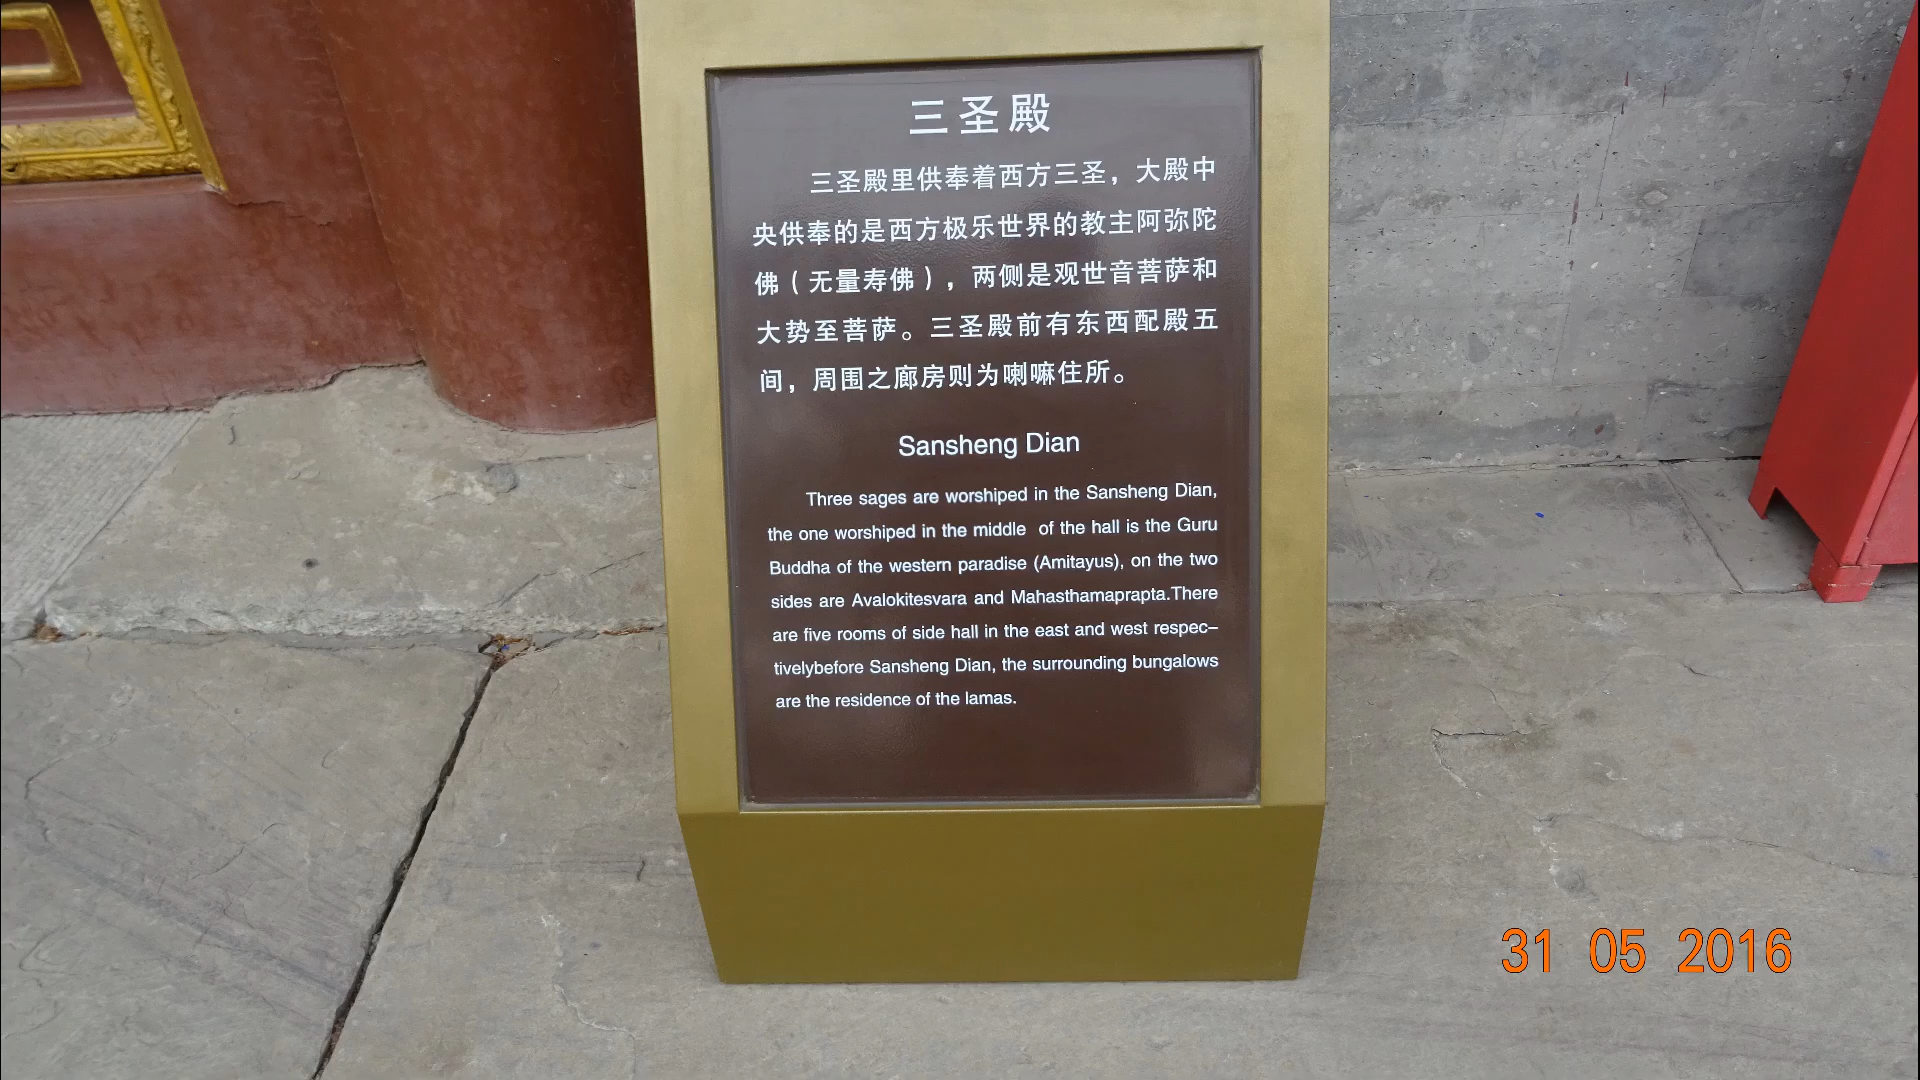 三圣殿
三圣殿里供奉着西方三圣，大殿中
央供奉的是西方极乐世界的教主阿弥陀
佛（无量寿佛），两侧是观世音菩萨和
大势至菩萨。三圣殿前有东西配殿五
间，周围之廊房则为喇嘛住所。
Sansheng Dian
Three sages are worshiped in the Sansheng Dian,
the one worshiped in the middle of the hall is the Guru
Buddha of the western paradise (Amitayus), on the two
sides are Avalokitesvara and Mahasthamaprapta.There
are five rooms of side hall in the east and west respec–
tivelybefore Sansheng Dian, the surrounding bungalows
are the residence of the lamas.
31 05 2016